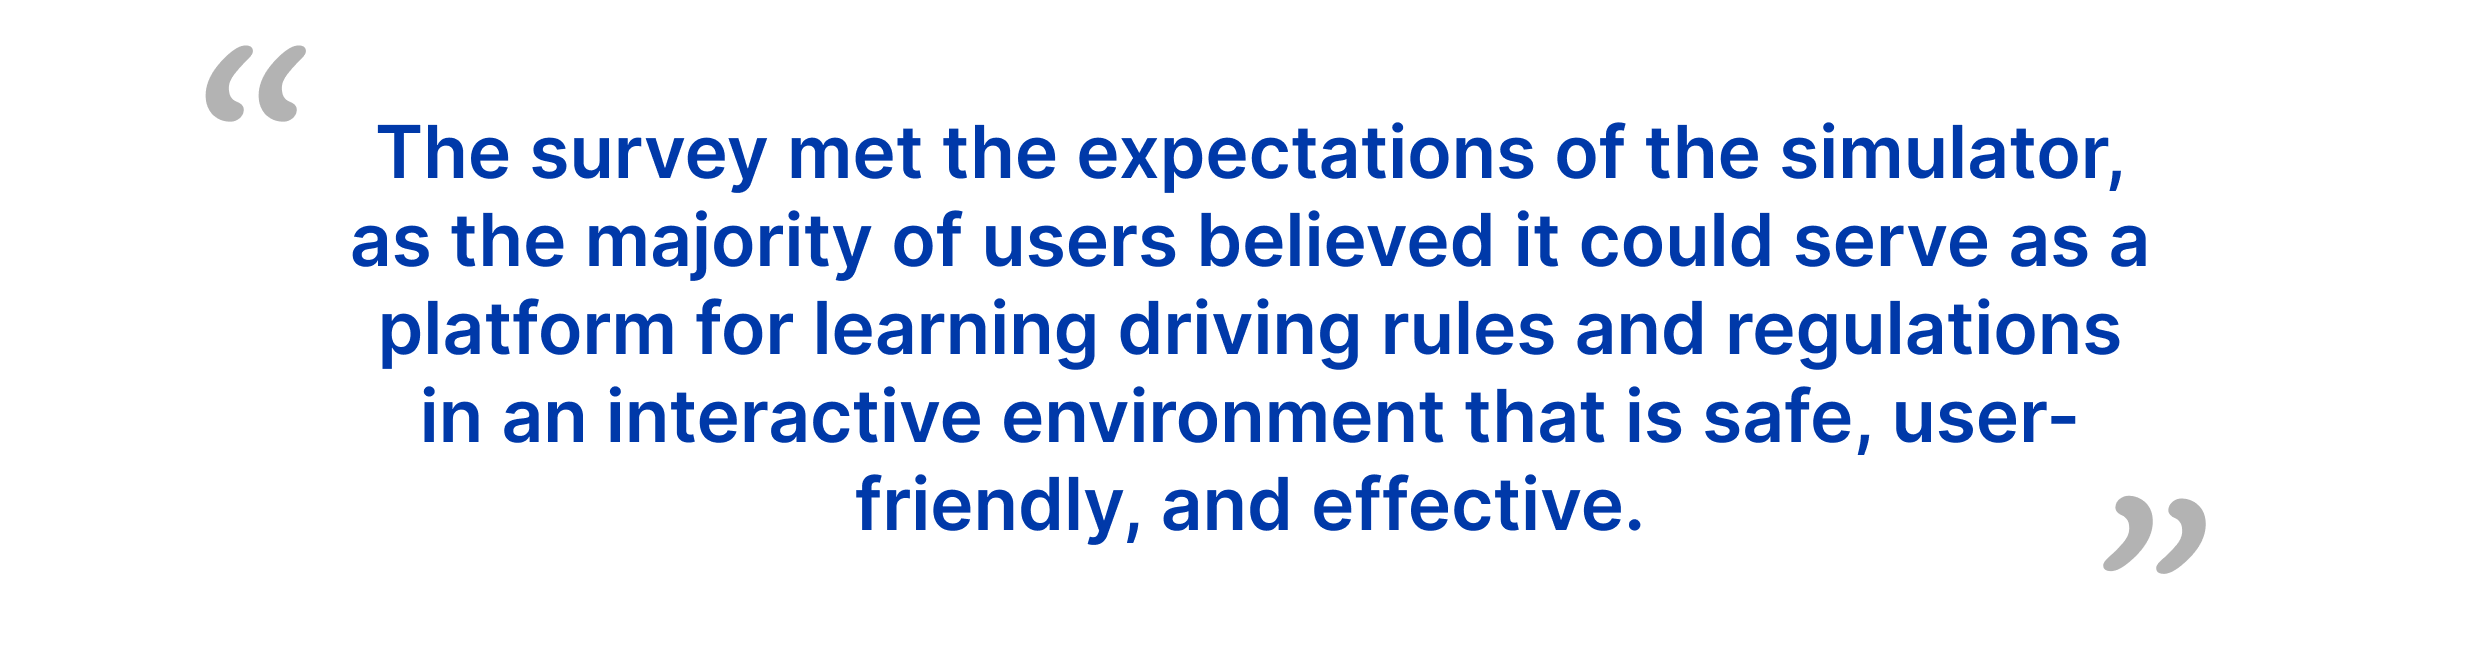 “
The survey met the expectations of the simulator,
as the majority of users believed it could serve as a
platform for learning driving rules and regulations
in an interactive environment that is safe, user-
friendly, and effective.
”